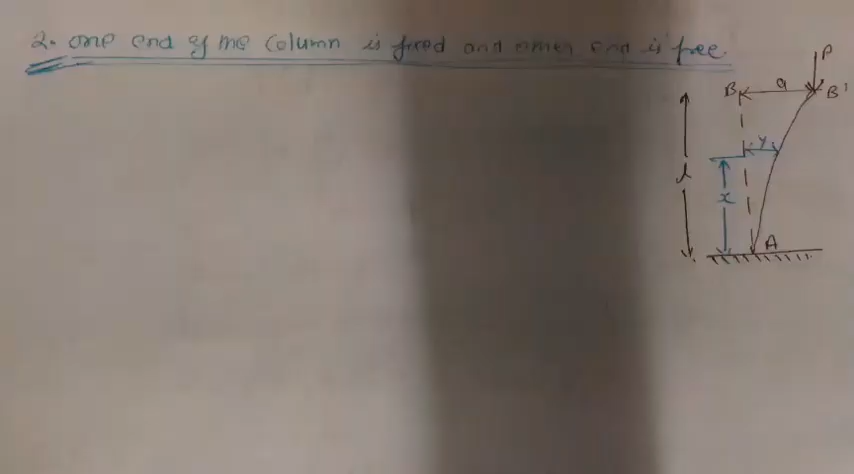 2. one end of the column is fixed and other end is free
P
B a B'
y
l
x
A